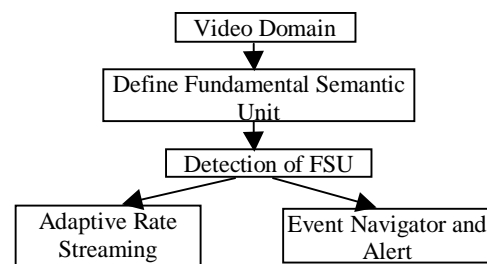 Video Domain
Define Fundamental Semantic
Unit
Detection of FSU
Adaptive Rate
Streaming
Event Navigator and
Alert